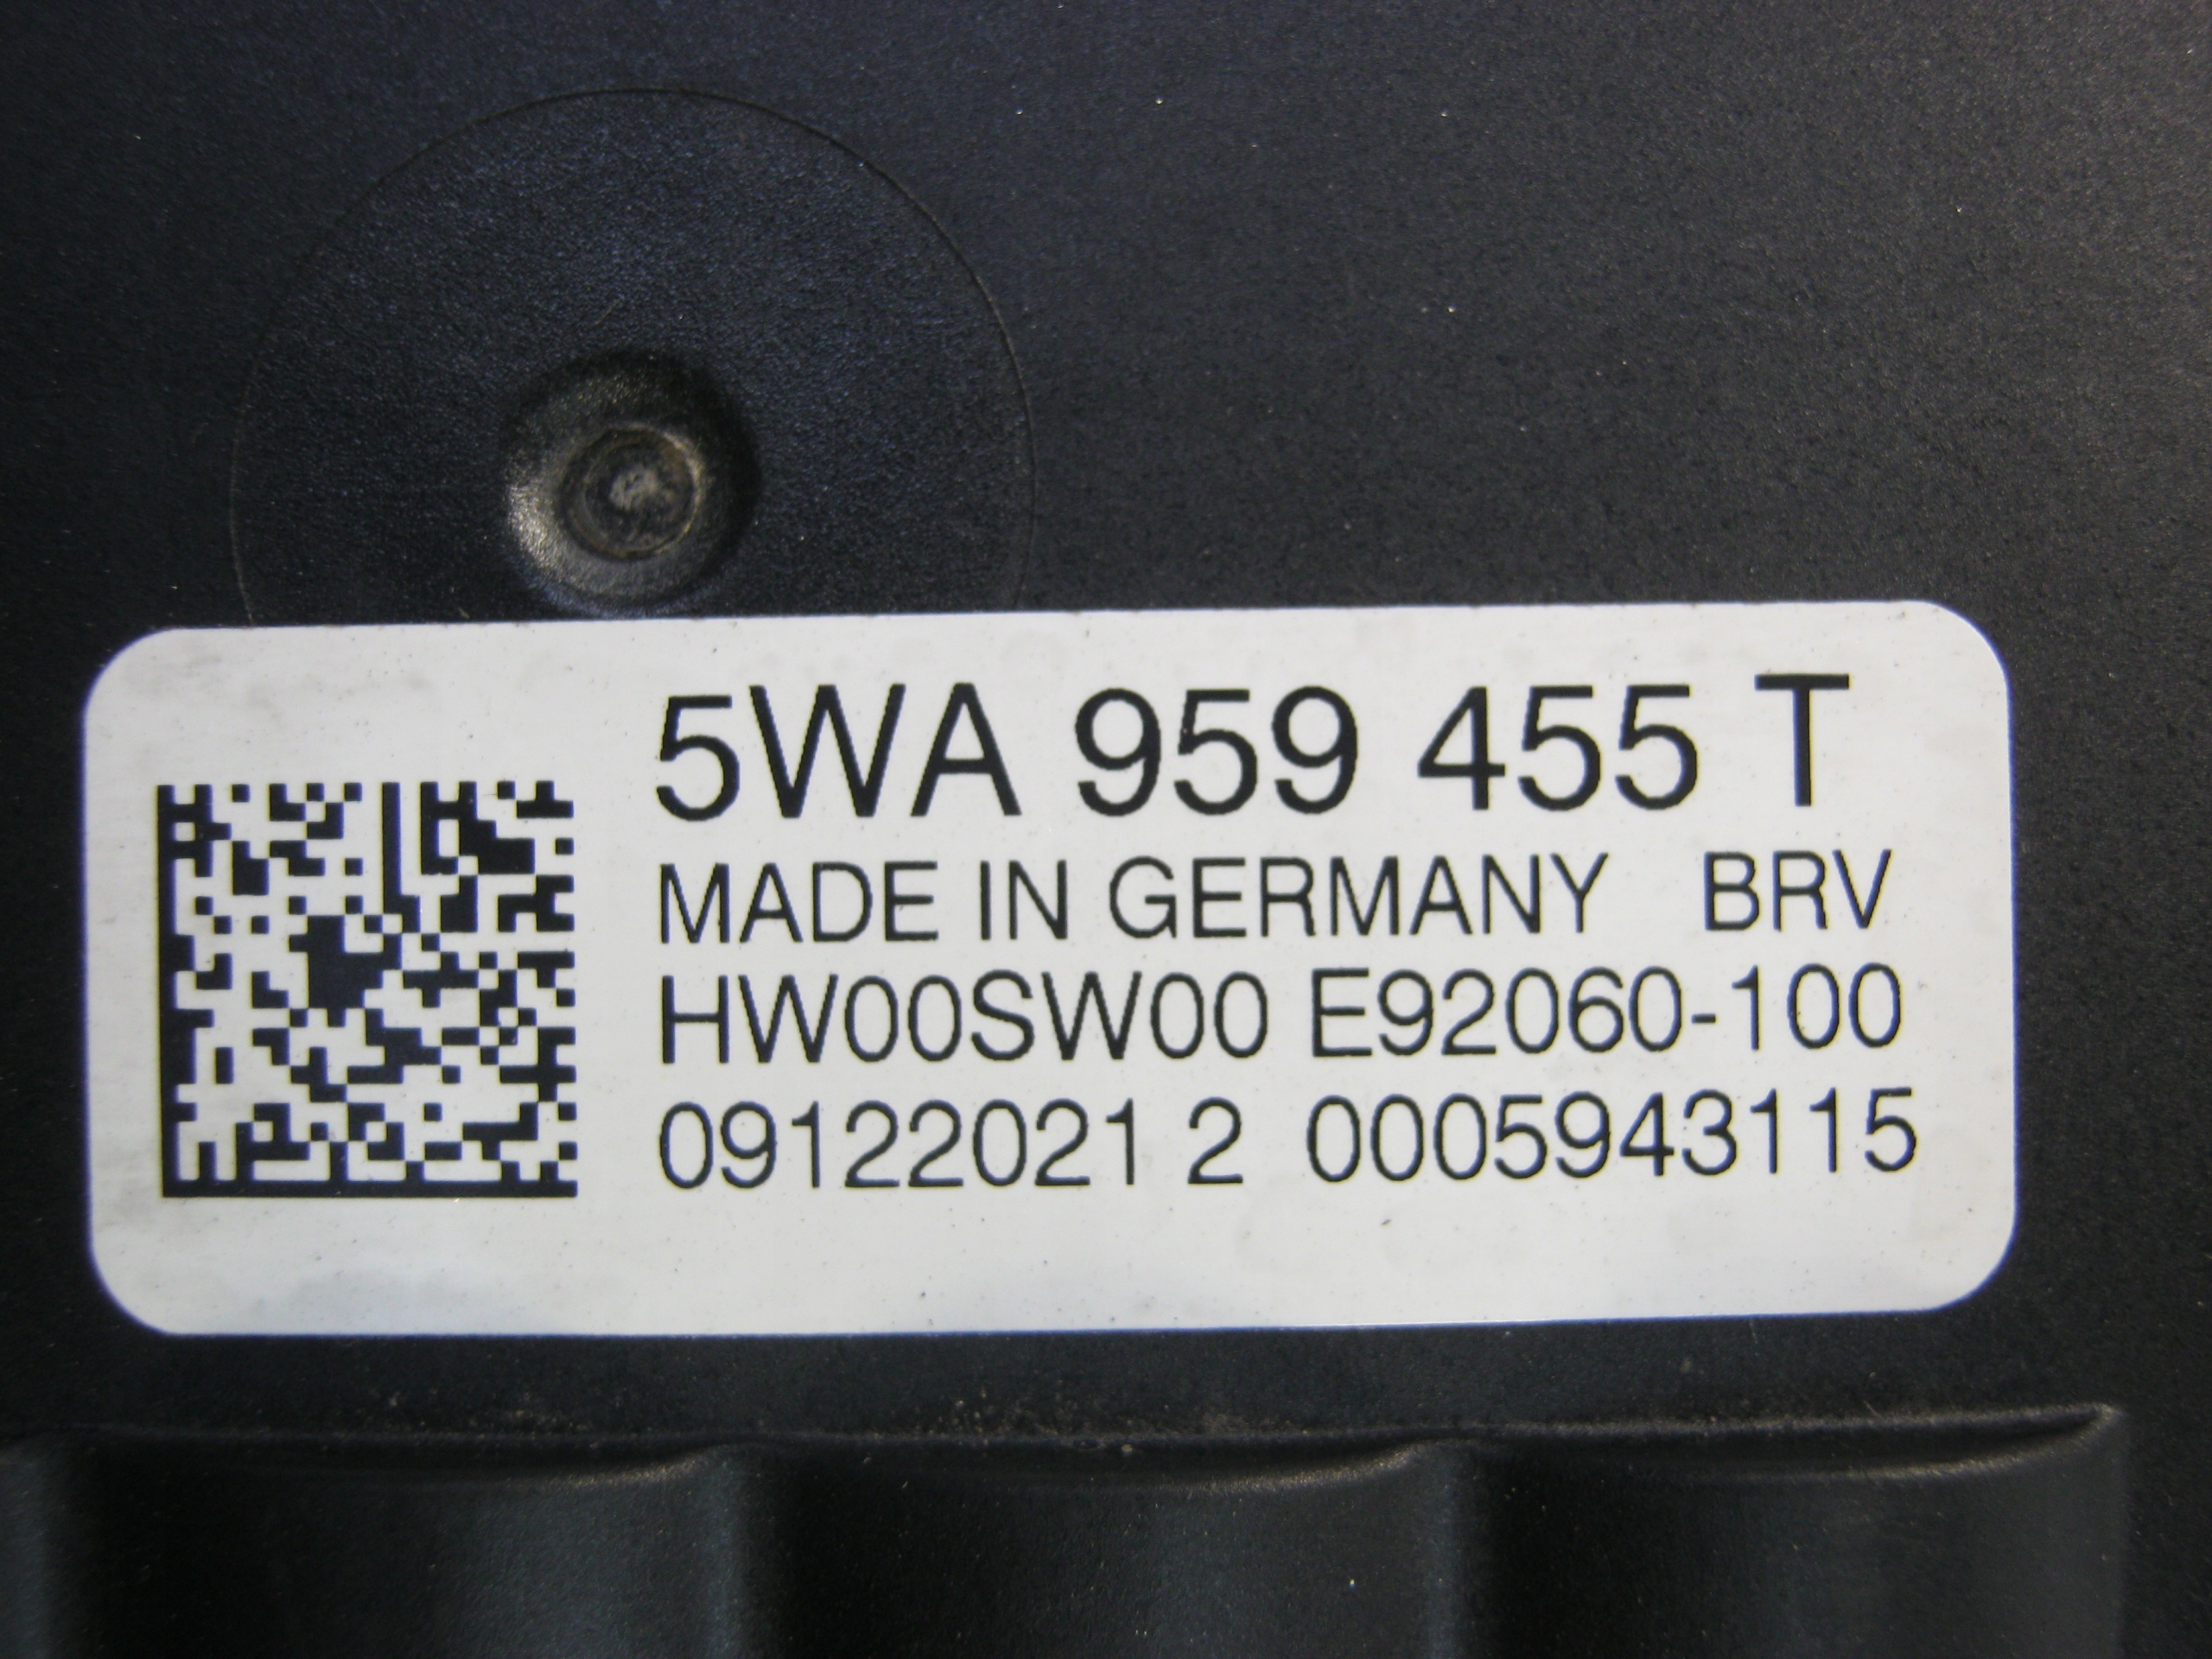 5WA 959 455 T
MADE IN GERMANY BRV
HW00SW00 E92060-100
09122021 2 0005943115